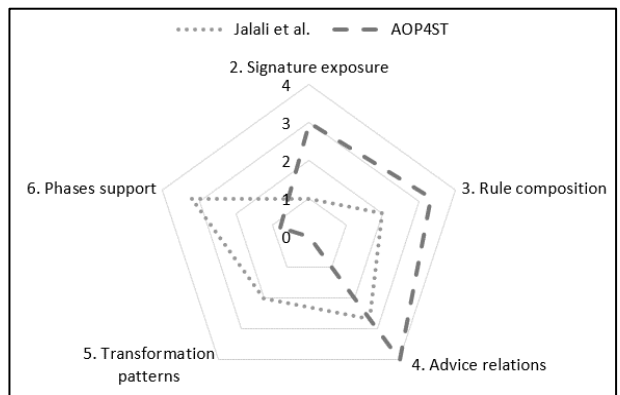 Jalali et al. AOP4ST
2. Signature exposure
4
3
2
1
0
6. Phases support
3. Rule composition
5. Transformation
patterns
4. Advice relations